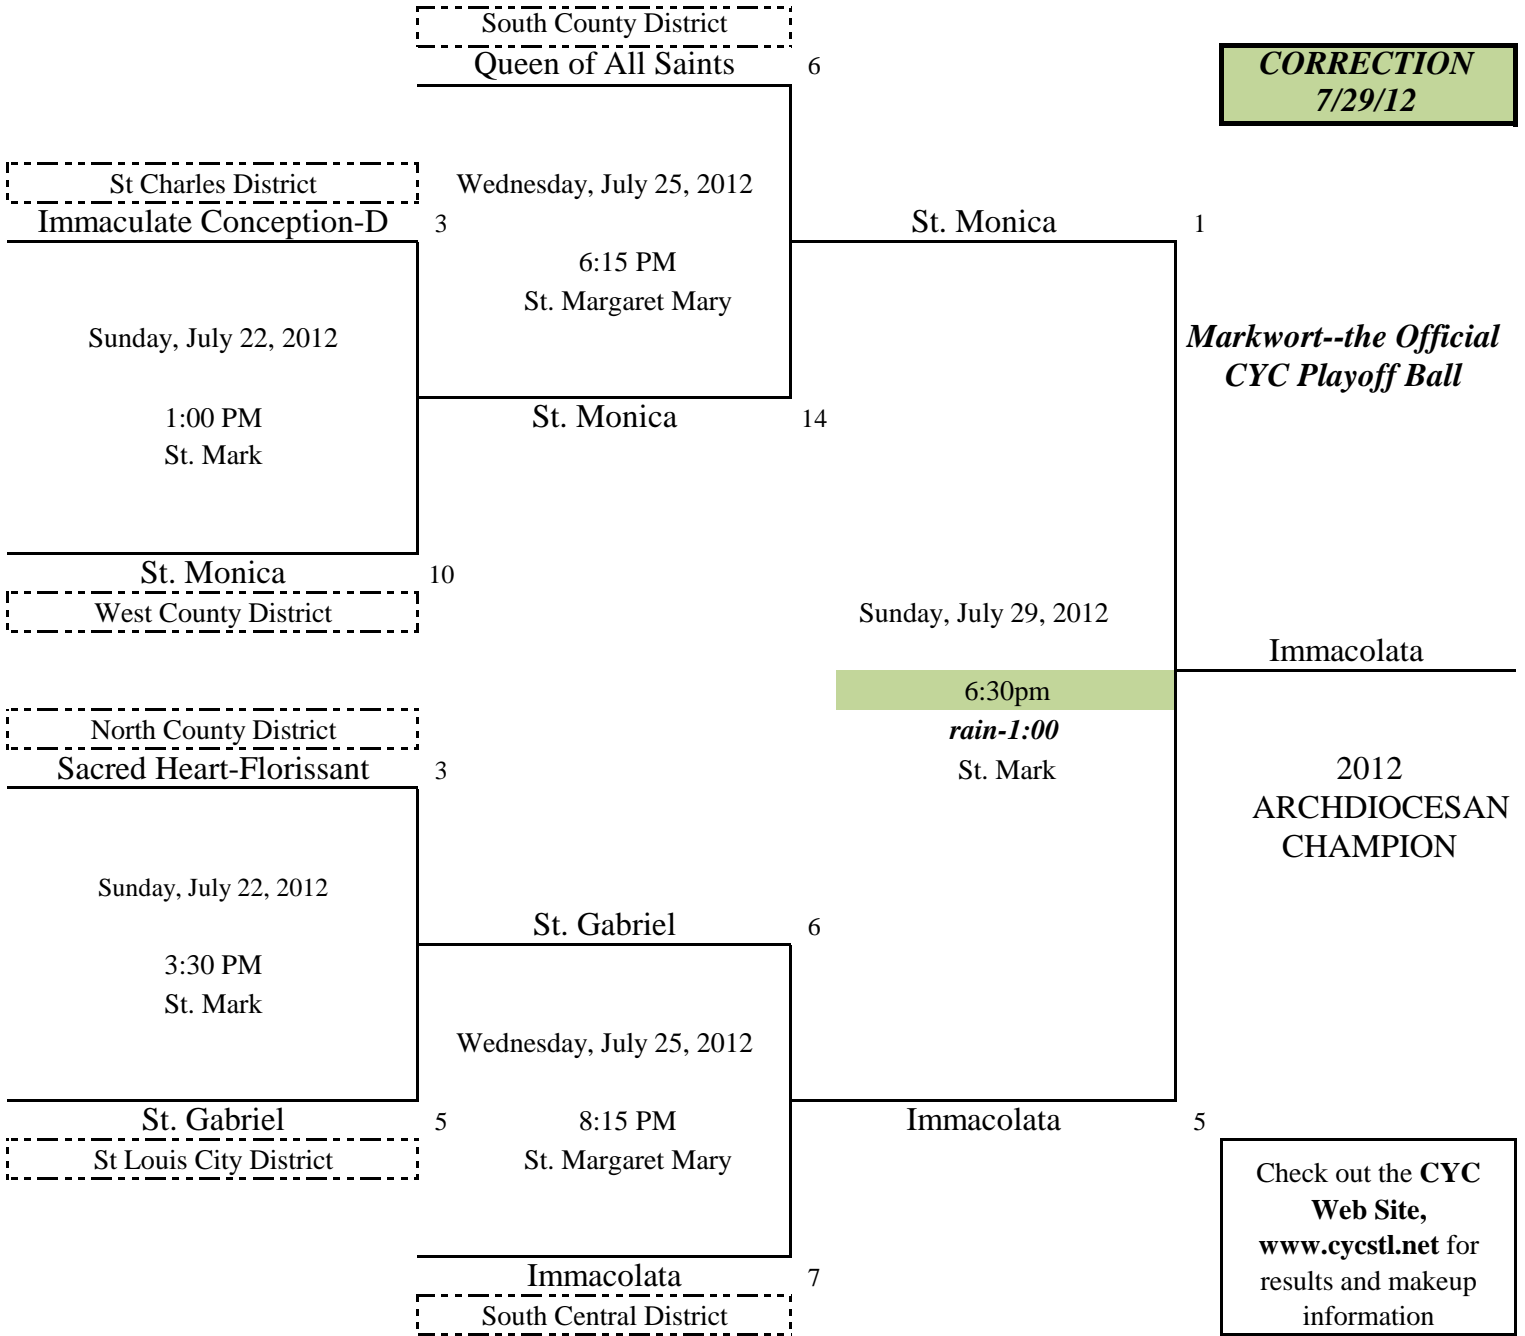 South County District
Queen of All Saints 6
CORRECTION
7/29/12
St Charles District
Wednesday, July 25, 2012
Immaculate Conception-D 3
St. Monica 1
6:15 PM
St. Margaret Mary
Sunday, July 22, 2012
Markwort--the Official
CYC Playoff Ball
1:00 PM
St. Monica 14
St. Mark
St. Monica 10
West County District
Sunday, July 29, 2012
Immacolata
6:30pm
North County District
rain-1:00
Sacred Heart-Florissant 3
St. Mark
2012
ARCHDIOCESAN
CHAMPION
Sunday, July 22, 2012
St. Gabriel 6
3:30 PM
St. Mark
Wednesday, July 25, 2012
St. Gabriel 5
8:15 PM
Immacolata 5
St Louis City District
St. Margaret Mary
Check out the CYC
Web Site,
www.cycstl.net for
results and makeup
information
Immacolata 7
South Central District